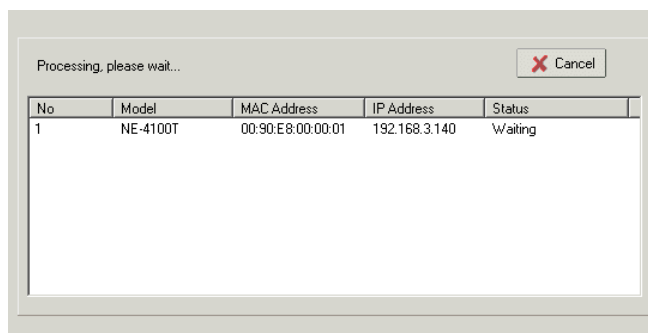 Processing, please wait...
Cancel
No Model MAC Address IP Address Status
1 NE-4100T 00:90:E8:00:00:01 192.168.3.140 Waiting